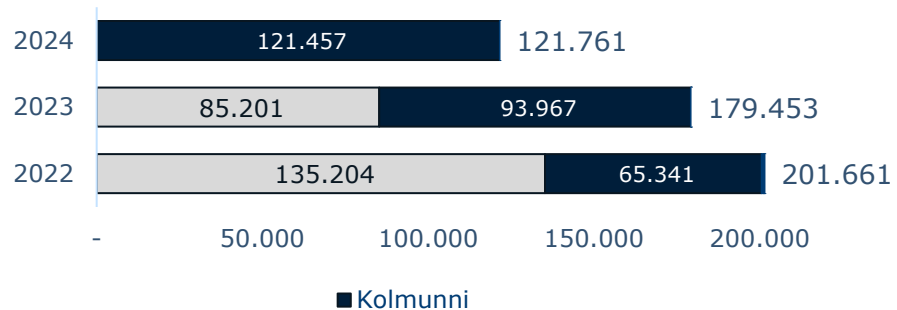 2024 121.457 121.761
2023 85.201 93.967 179.453
2022 135.204 65.341 201.661
- 50.000 100.000 150.000 200.000
Kolmunni